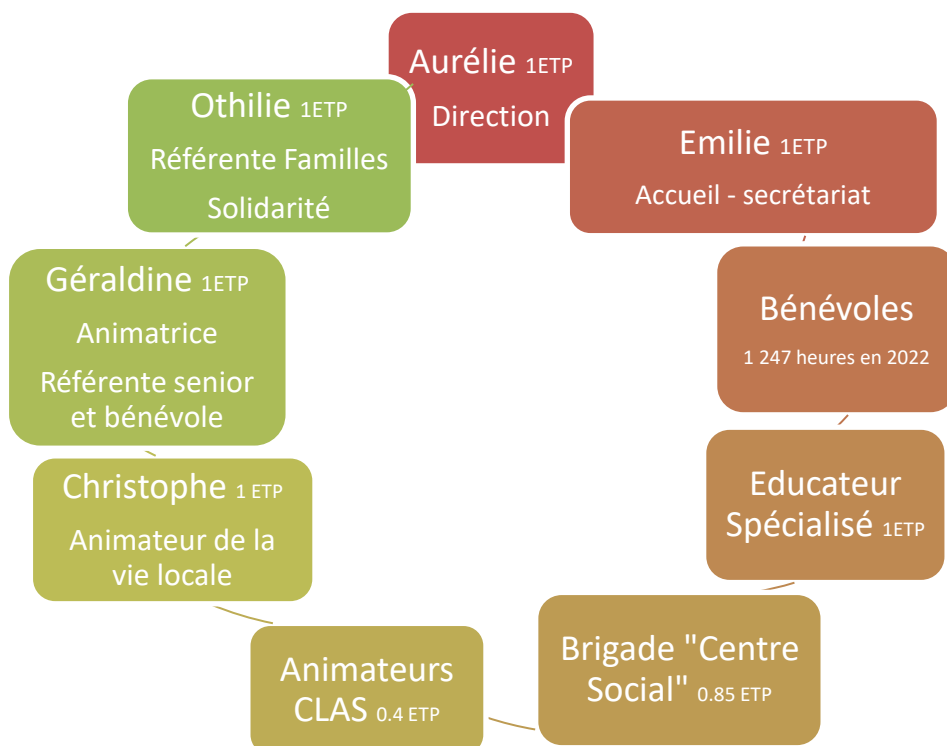 Aurélie 1ETP
Direction
Emilie 1ETP
Accueil - secrétariat
Bénévoles
1 247 heures en 2022
Educateur
Spécialisé 1ETP
Brigade "Centre
Social" 0.85 ETP
Animateurs
CLAS 0.4 ETP
Christophe 1 ETP
Animateur de la
vie locale
Géraldine 1ETP
Animatrice
Référente senior
et bénévole
Othilie 1ETP
Référente Familles
Solidarité